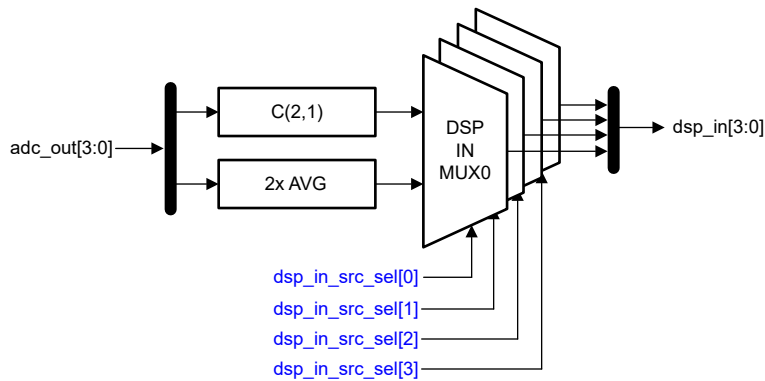 C(2,1)
DSP
IN
MUX0
adc_out[3:0]
dsp_in[3:0]
2x AVG
dsp_in_src_sel[0]
dsp_in_src_sel[1]
dsp_in_src_sel[2]
dsp_in_src_sel[3]